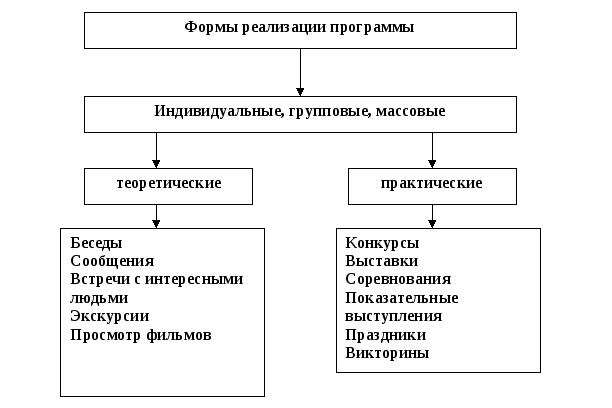 Формы реализации программы
Индивидуальные, групповые, массовые
теоретические
практические
Беседы
Сообщения
Встречи с интересными
людьми
Экскурсии
Просмотр фильмов
Конкурсы
Выставки
Соревнования
Показательные
выступления
Праздники
Викторины